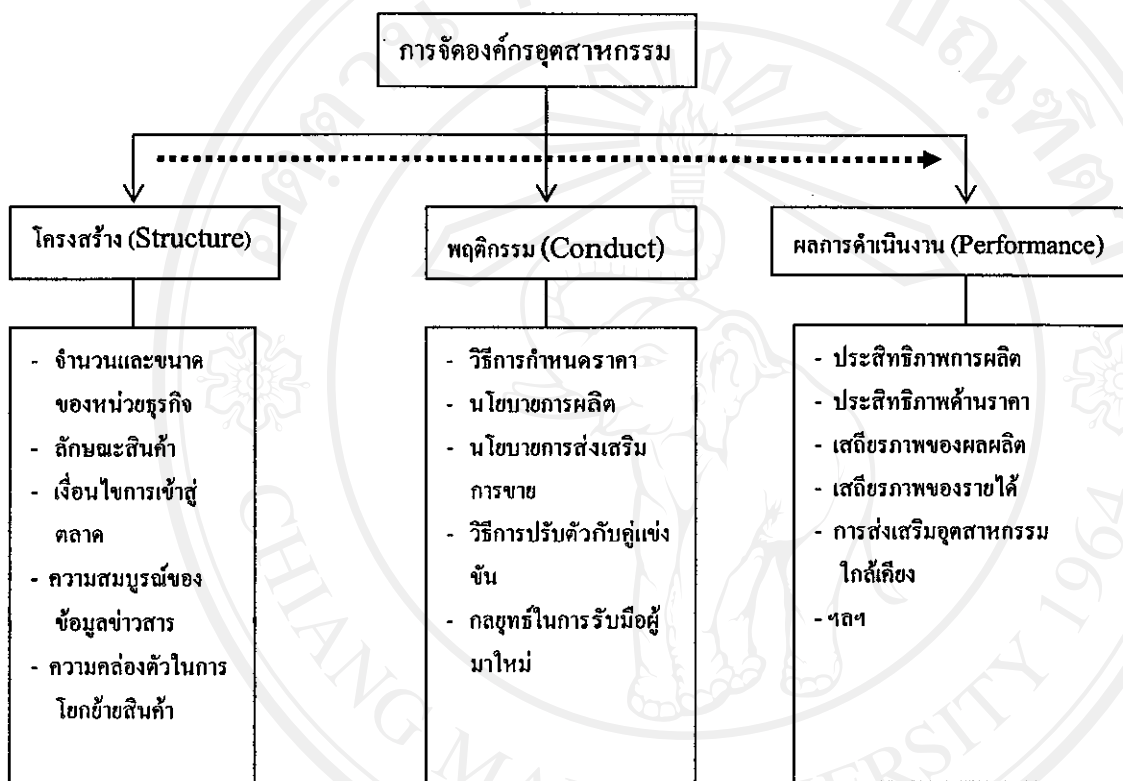 การจัดองค์กรอุตสาหกรรม
โครงสร้าง (Structure)
พฤติกรรม (Conduct)
ผลการดำเนินงาน (Performance)
- จำนวนและขนาด
ของหน่วยธุรกิจ
- ลักษณะสินค้า
- เงื่อนไขการเข้าสู่
ตลาด
- ความสมบูรณ์ของ
ข้อมูลข่าวสาร
- ความคล่องตัวในการ
โยกย้ายสินค้า
- วิธีการกำหนดราคา
- นโยบายการผลิต
- นโยบายการส่งเสริม
การขาย
- วิธีการปรับตัวกับคู่แข่ง
ขัน
- กลยุทธ์ในการรับมือผู้
มาใหม่
- ประสิทธิภาพการผลิต
- ประสิทธิภาพด้านราคา
- เสถียรภาพของผลผลิต
- เสถียรภาพของรายได้
- การส่งเสริมอุตสาหกรรม
ใกล้เคียง
- ฯลฯ
CHIANG MAI UNIVERSITY 1964